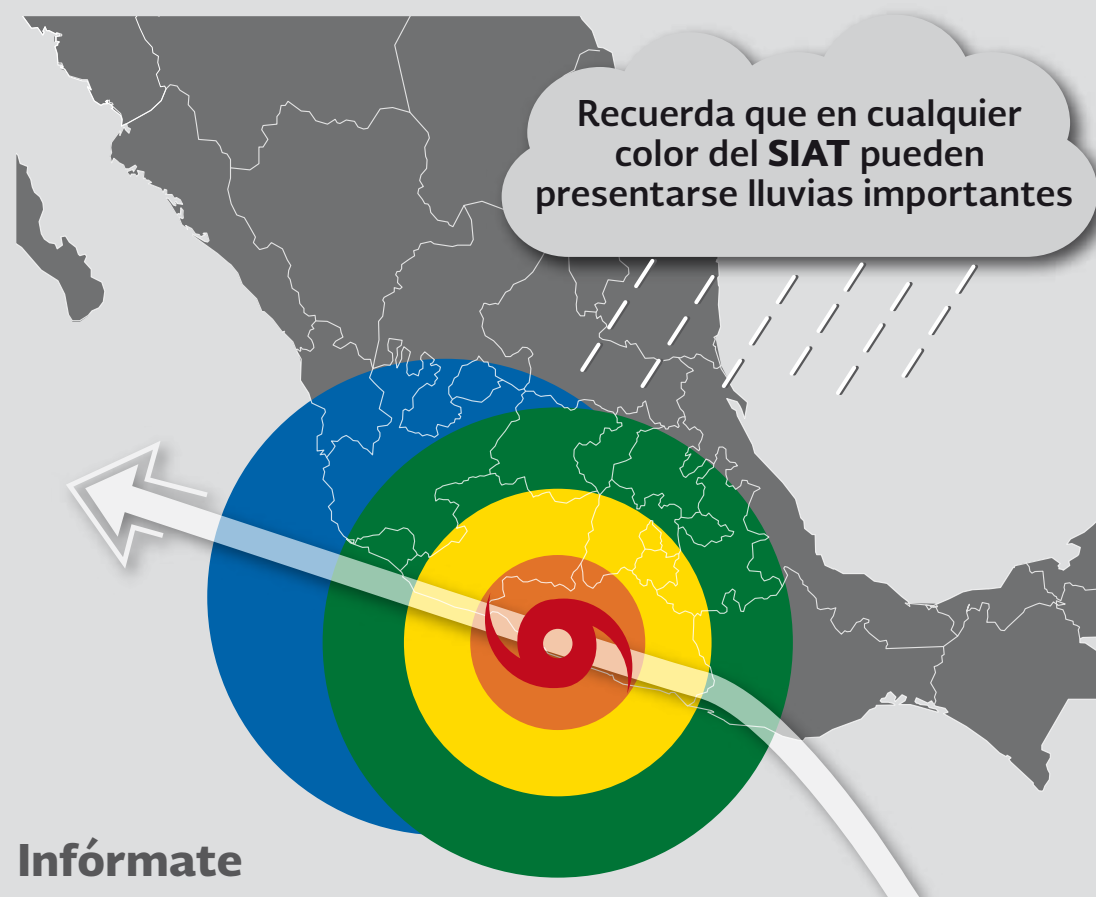 Recuerda que en cualquier
color del SIAT pueden
presentarse lluvias importantes
Infórmate